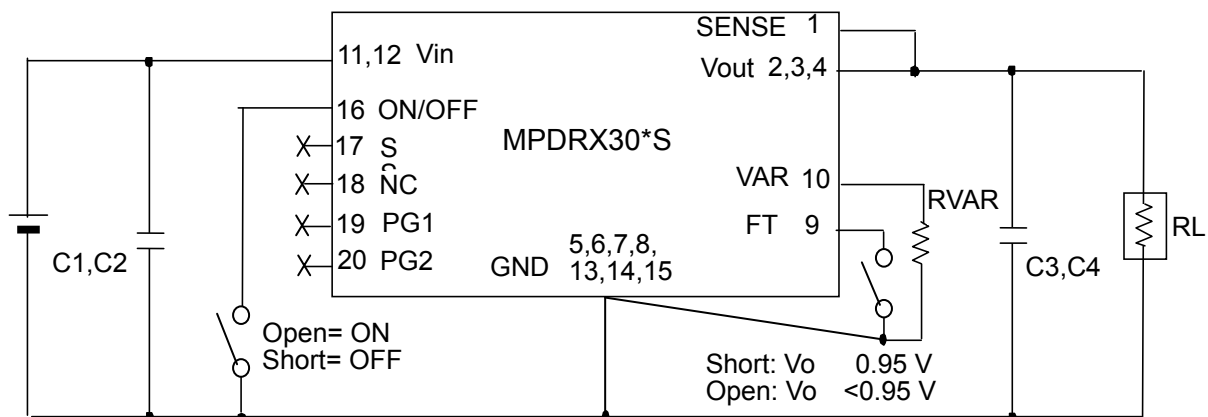 SENSE 1
11,12 Vin
Vout 2,3,4
16 ON/OFF
17 S
MPDRX30*S
18 NC
VAR 10
RVAR
19 PG1
FT 9
RL
20 PG2
GND 5,6,7,8,
13,14,15
C1,C2
C3,C4
Open= ON
Short= OFF
Short: Vo 0.95 V
Open: Vo <0.95 V